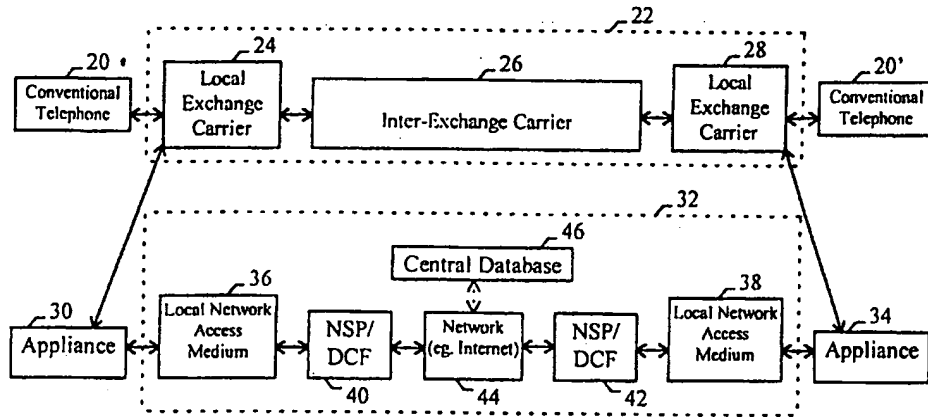 22
24
26
28
20
20'
Conventional
Telephone
Local
Exchange
Carrier
Inter-Exchange Carrier
Local
Exchange
Carrier
Conventional
Telephone
32
46
Central Database
36
38
30
34
Appliance
Local Network
Access
Medium
NSP/
DCF
Network
(eg. Internet)
NSP/
DCF
Local Network
Access
Medium
Appliance
40
44
42